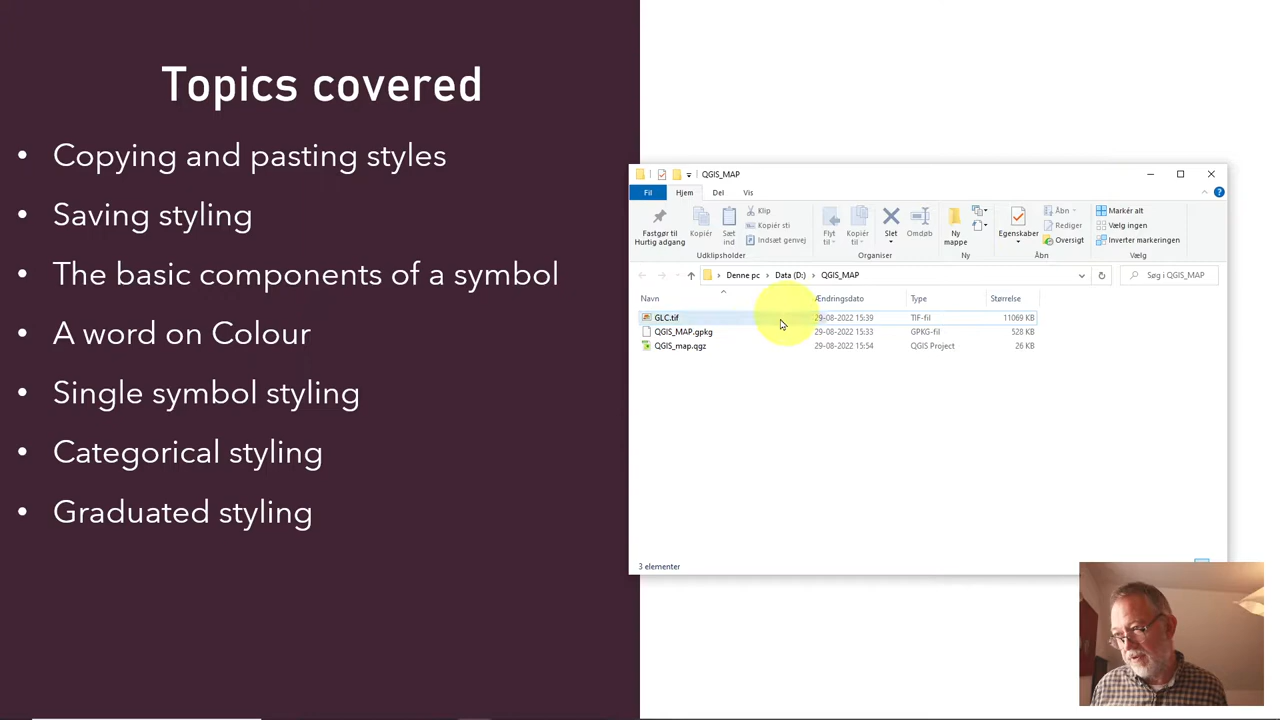 Topics covered
• Copying and pasting styles
• Saving styling
• The basic components of a symbol
• A word on Colour
• Single symbol styling
• Categorical styling
• Graduated styling
QGIS_MAP
Fil Hjem Del Vis
Fastgør til Hurtig adgang
Kopiér
Sæt ind
Klip
Kopiér sti
Indsæt genvej
Udklipsholder
Flyt til
Kopiér til
Slet
Omdøb
Organiser
Ny mappe
Ny
Egenskaber
Åbn
Rediger
Oversigt
Åbn
Markér alt
Vælg ingen
Inverter markeringen
Vælg
Denne pc › Data (D:) › QGIS_MAP
Søg i QGIS_MAP
Navn Ændringsdato Type Størrelse
GLC.tif 29-08-2022 15:39 TIF-fil 11069 KB
QGIS_MAP.gpkg 29-08-2022 15:33 GPKG-fil 528 KB
QGIS_map.qgz 29-08-2022 15:54 QGIS Project 26 KB
3 elementer